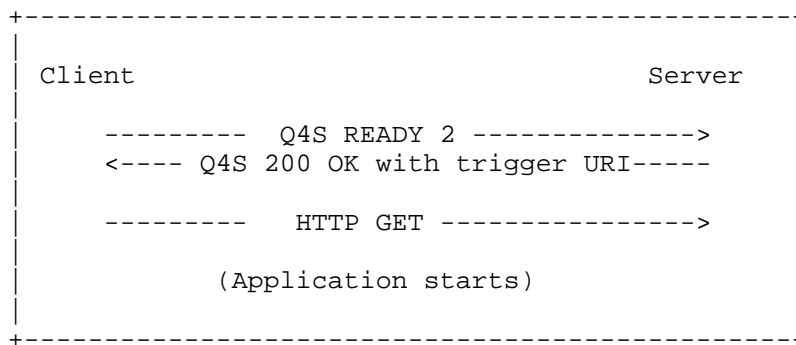 +------------------------------------------------
|
| Client                                 Server
|
|     ---------  Q4S READY 2 -------------->
|     <---- Q4S 200 OK with trigger URI-----
|
|     ---------   HTTP GET ---------------->
|
|            (Application starts)
|
+------------------------------------------------